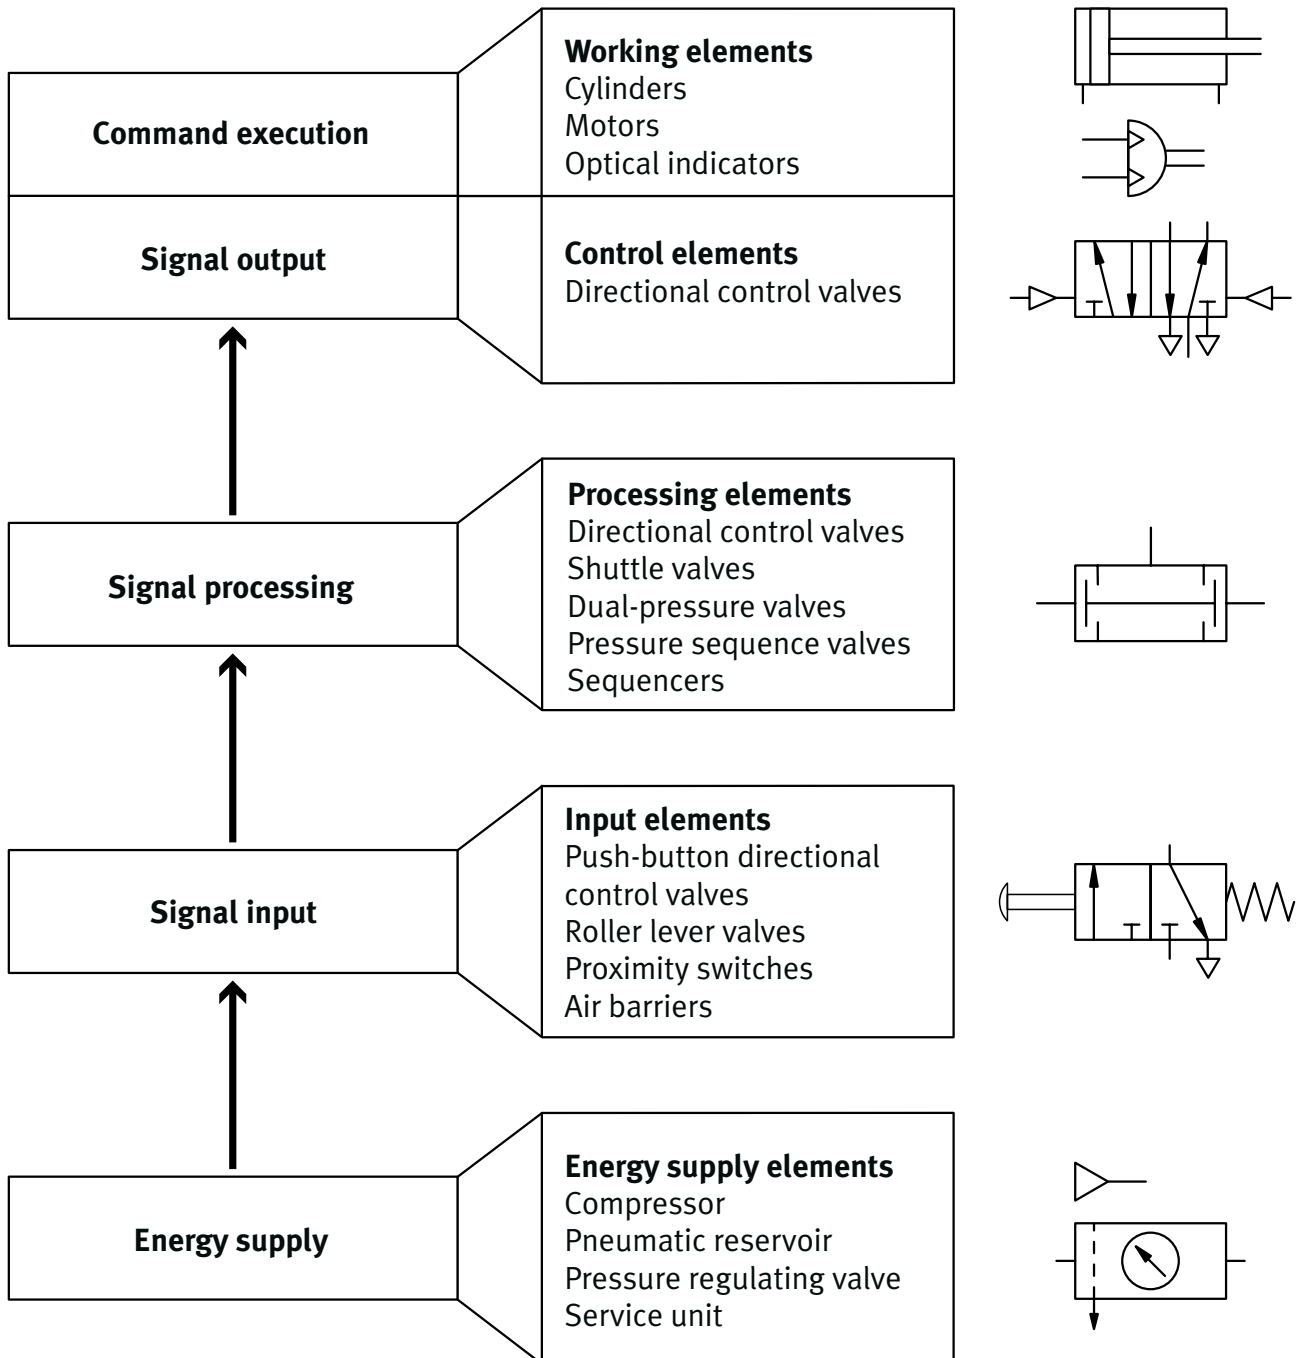 Command execution
Working elements
Cylinders
Motors
Optical indicators
Signal output
Control elements
Directional control valves
Signal processing
Processing elements
Directional control valves
Shuttle valves
Dual-pressure valves
Pressure sequence valves
Sequencers
Signal input
Input elements
Push-button directional
control valves
Roller lever valves
Proximity switches
Air barriers
Energy supply
Energy supply elements
Compressor
Pneumatic reservoir
Pressure regulating valve
Service unit